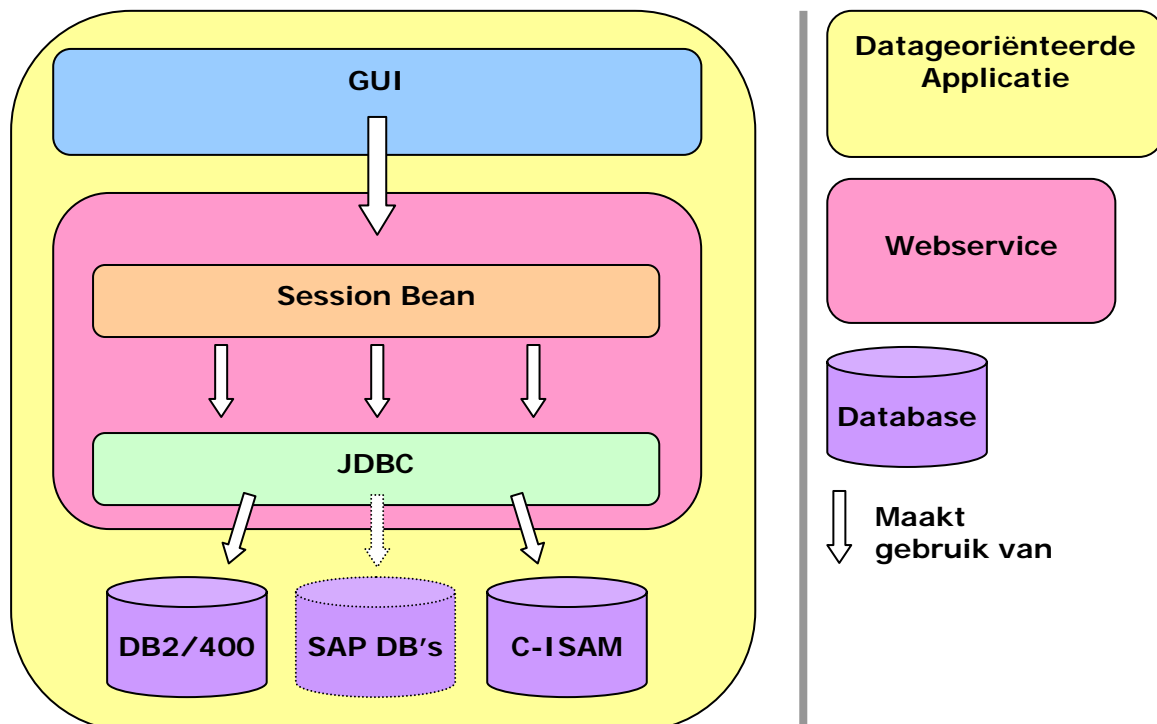 GUI
Session Bean
JDBC
DB2/400
SAP DB's
C-ISAM
Datageoriënteerde
Applicatie
Webservice
Database
Maakt
gebruik van